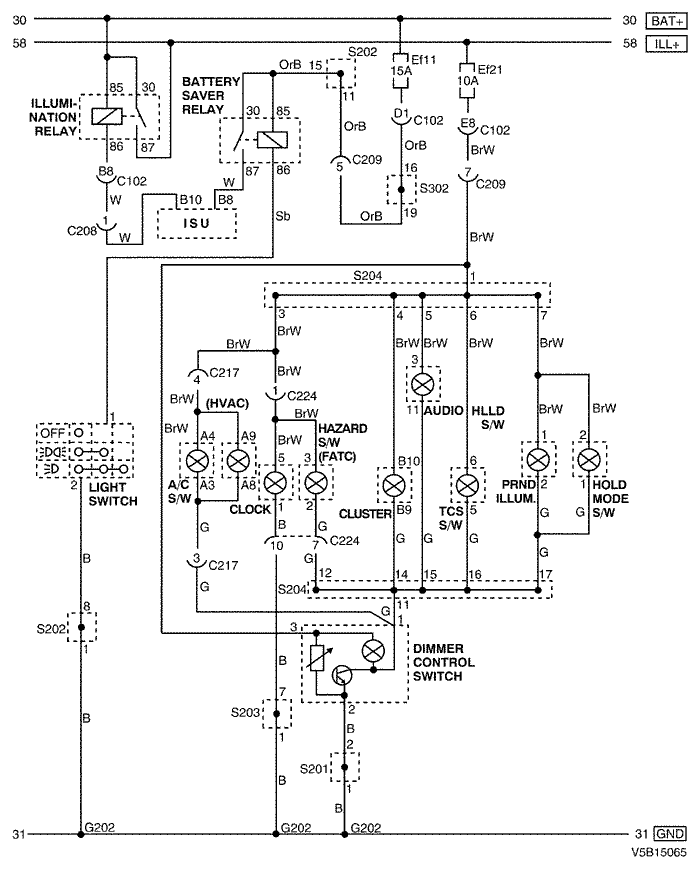 30 30 BAT+
58 58 ILL+
S202
BATTERY
SAVER
RELAY
OrB 15
11
Ef11
15A
Ef21
10A
85 30
ILLUMI-
NATION
RELAY
86 87
30 85
87 86
D1 C102
E8 C102
OrB
OrB
BrW
B8 C102
W
1
C208
W
B10 B8
W
ISU
Sb
5 C209
7 C209
16
S302
19
OrB
BrW
S204 1
3 4 5 6 7
BrW BrW BrW BrW BrW
BrW
BrW
4 C217
1 C224
3
11 AUDIO
HLLD
S/W
BrW (HVAC)
BrW
A4 A9
A3 A8
A/C
S/W
BrW
BrW
HAZARD
S/W
(FATC)
5 3
1 2
CLOCK
B G
B10
B9
CLUSTER
G
G
6
5
TCS
S/W
G
BrW BrW
1 2
2 1
PRND
ILLUM.
HOLD
MODE
S/W
G G
G
OFF
1
2
LIGHT
SWITCH
G
3 C217
G
10 7 C224
G
12 14 15 16 17
S204
11
G 1
3
DIMMER
CONTROL
SWITCH
2
B
8
S202
1
B
B
7
S203
1
B
B
2
S201
1
B
31 G202 G202 G202 31 GND
V5B15065